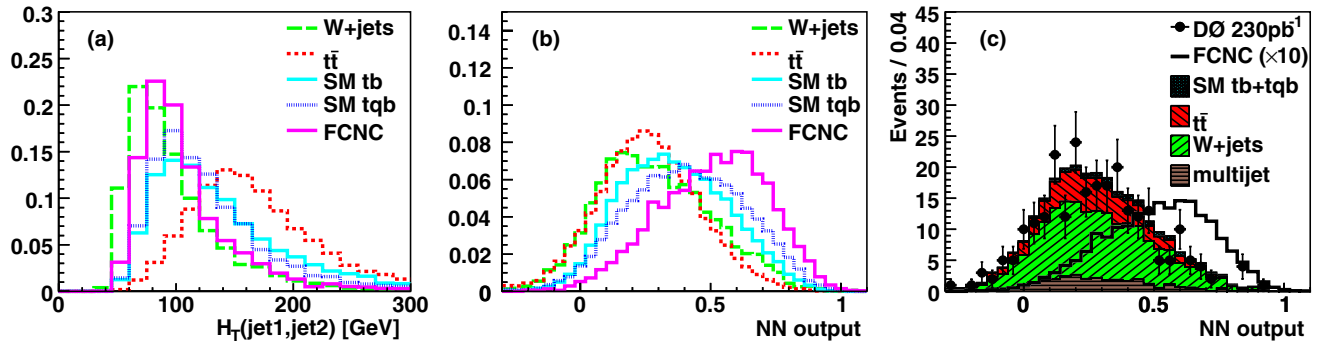 0.3
0.25
0.2
0.15
0.1
0.05
0
(a)
W+jets
tt̄
SM tb
SM tqb
FCNC
0 100 200 300
H_T(jet1,jet2) [GeV]
0.14
0.12
0.1
0.08
0.06
0.04
0.02
0
(b)
W+jets
tt̄
SM tb
SM tqb
FCNC
0 0.5 1
NN output
Events / 0.04
45
40
35
30
25
20
15
10
5
0
(c)
DØ 230pb⁻¹
FCNC (×10)
SM tb+tqb
tt̄
W+jets
multijet
0 0.5 1
NN output